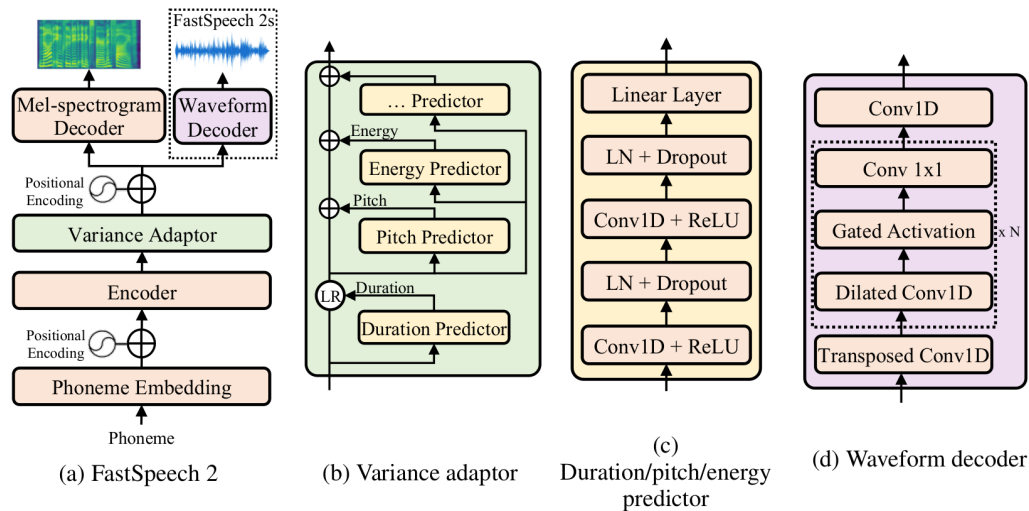 FastSpeech 2s
Mel-spectrogram
Decoder
Waveform
Decoder
Positional
Encoding
Variance Adaptor
Encoder
Positional
Encoding
Phoneme Embedding
Phoneme
(a) FastSpeech 2
… Predictor
Energy
Energy Predictor
Pitch
Pitch Predictor
LR
Duration
Duration Predictor
(b) Variance adaptor
Linear Layer
LN + Dropout
Conv1D + ReLU
LN + Dropout
Conv1D + ReLU
(c)
Duration/pitch/energy
predictor
Conv1D
Conv 1x1
Gated Activation
x N
Dilated Conv1D
Transposed Conv1D
(d) Waveform decoder